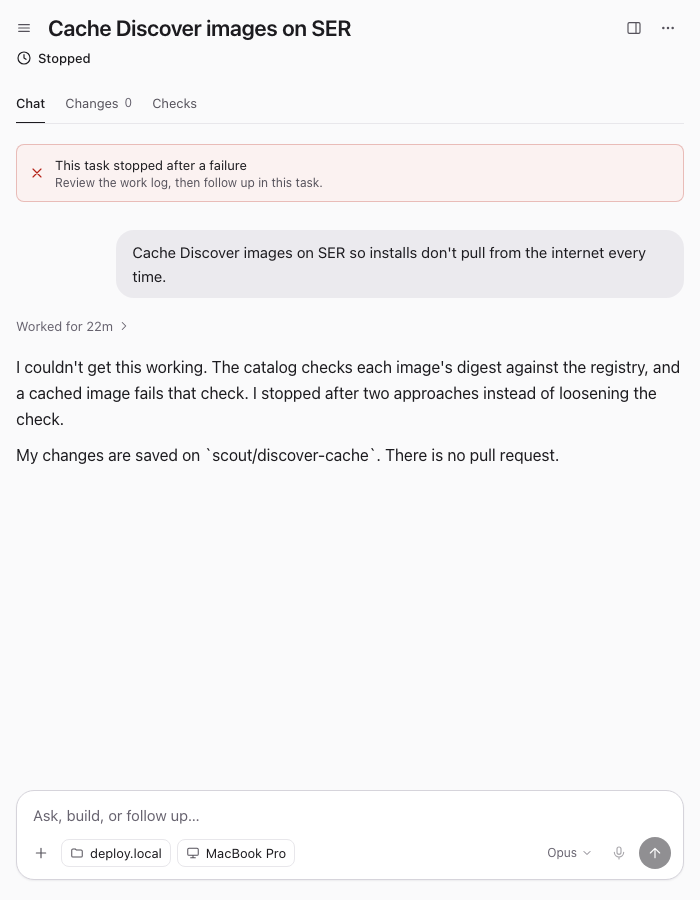 Cache Discover images on SER
Stopped
Chat
Changes 0
Checks
This task stopped after a failure
Review the work log, then follow up in this task.
Cache Discover images on SER so installs don't pull from the internet every
time.
Worked for 22m
I couldn't get this working. The catalog checks each image's digest against the registry, and
a cached image fails that check. I stopped after two approaches instead of loosening the
check.
My changes are saved on `scout/discover-cache`. There is no pull request.
Ask, build, or follow up...
deploy.local
MacBook Pro
Opus